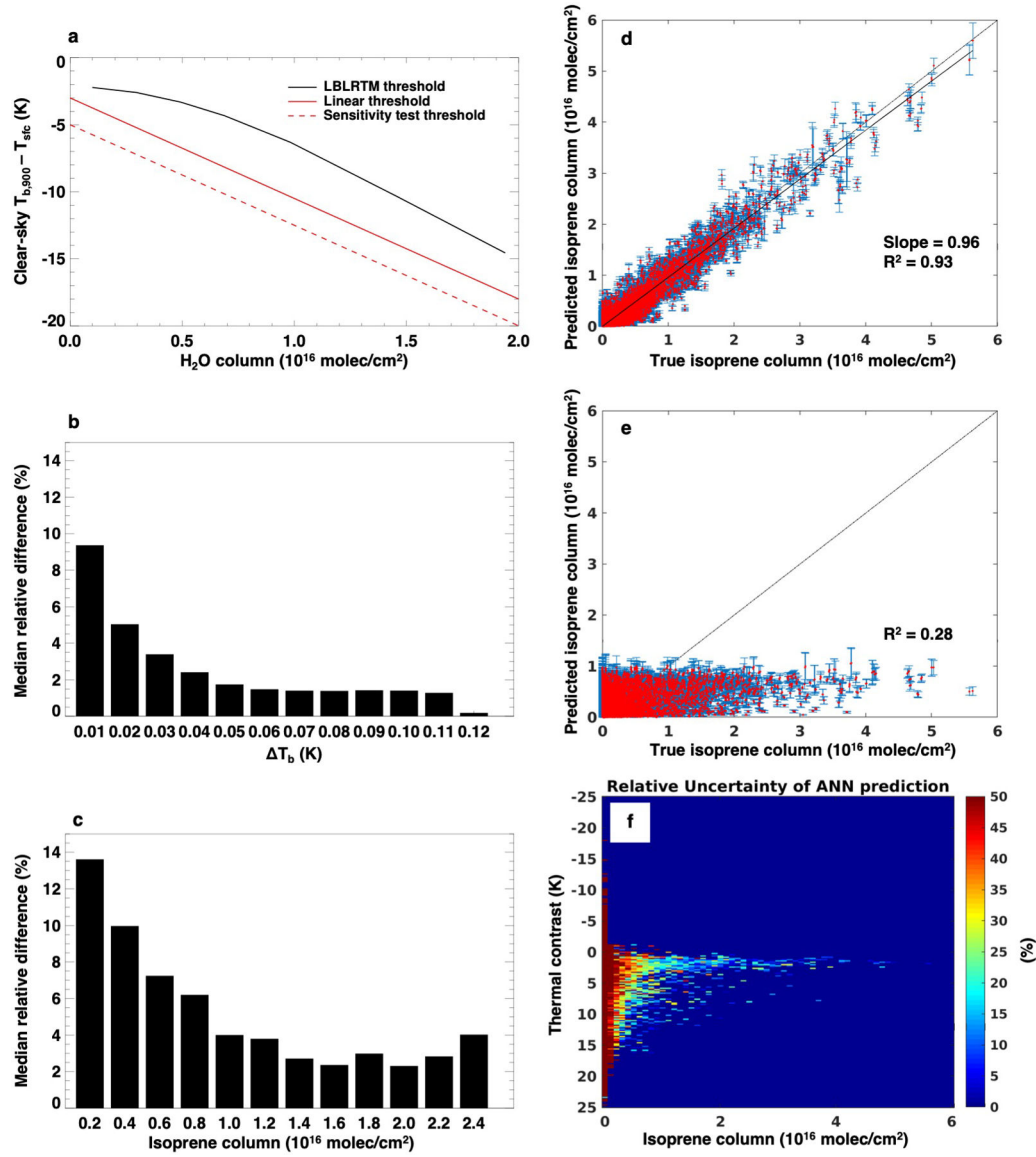 a
Clear-sky T_b,900 – T_sfc (K)
0
-5
-10
-15
-20
LBLRTM threshold
Linear threshold
Sensitivity test threshold
0.0 0.5 1.0 1.5 2.0
H₂O column (10¹⁶ molec/cm²)
b
Median relative difference (%)
14
12
10
8
6
4
2
0
0.01 0.02 0.03 0.04 0.05 0.06 0.07 0.08 0.09 0.10 0.11 0.12
ΔT_b (K)
c
Median relative difference (%)
14
12
10
8
6
4
2
0
0.2 0.4 0.6 0.8 1.0 1.2 1.4 1.6 1.8 2.0 2.2 2.4
Isoprene column (10¹⁶ molec/cm²)
d
Predicted isoprene column (10¹⁶ molec/cm²)
6
5
4
3
2
1
0
Slope = 0.96
R² = 0.93
0 1 2 3 4 5 6
True isoprene column (10¹⁶ molec/cm²)
e
Predicted isoprene column (10¹⁶ molec/cm²)
6
5
4
3
2
1
0
R² = 0.28
0 1 2 3 4 5 6
True isoprene column (10¹⁶ molec/cm²)
Relative Uncertainty of ANN prediction
f
Thermal contrast (K)
-25
-20
-15
-10
-5
0
5
10
15
20
25
0 2 4 6
Isoprene column (10¹⁶ molec/cm²)
50
45
40
35
30
25
20
15
10
5
0
(%)